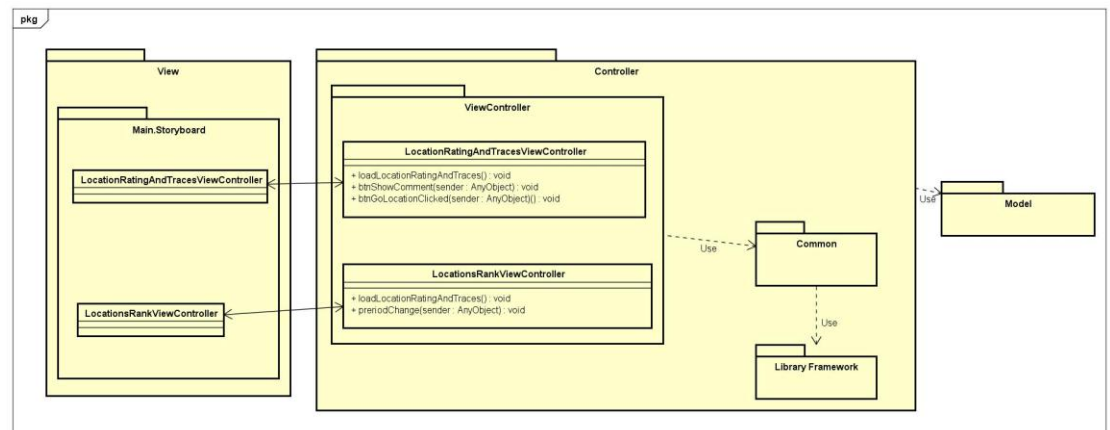 pkg
View
Main.Storyboard
LocationRatingAndTracesViewController
LocationsRankViewController
Controller
ViewController
LocationRatingAndTracesViewController
+ loadLocationRatingAndTraces() : void
+ btnShowComment(sender : AnyObject) : void
+ btnGoLocationClicked(sender : AnyObject)() : void
LocationsRankViewController
+ loadLocationRatingAndTraces() : void
+ preriodChange(sender : AnyObject) : void
Use
Common
Use
Library Framework
Use
Model